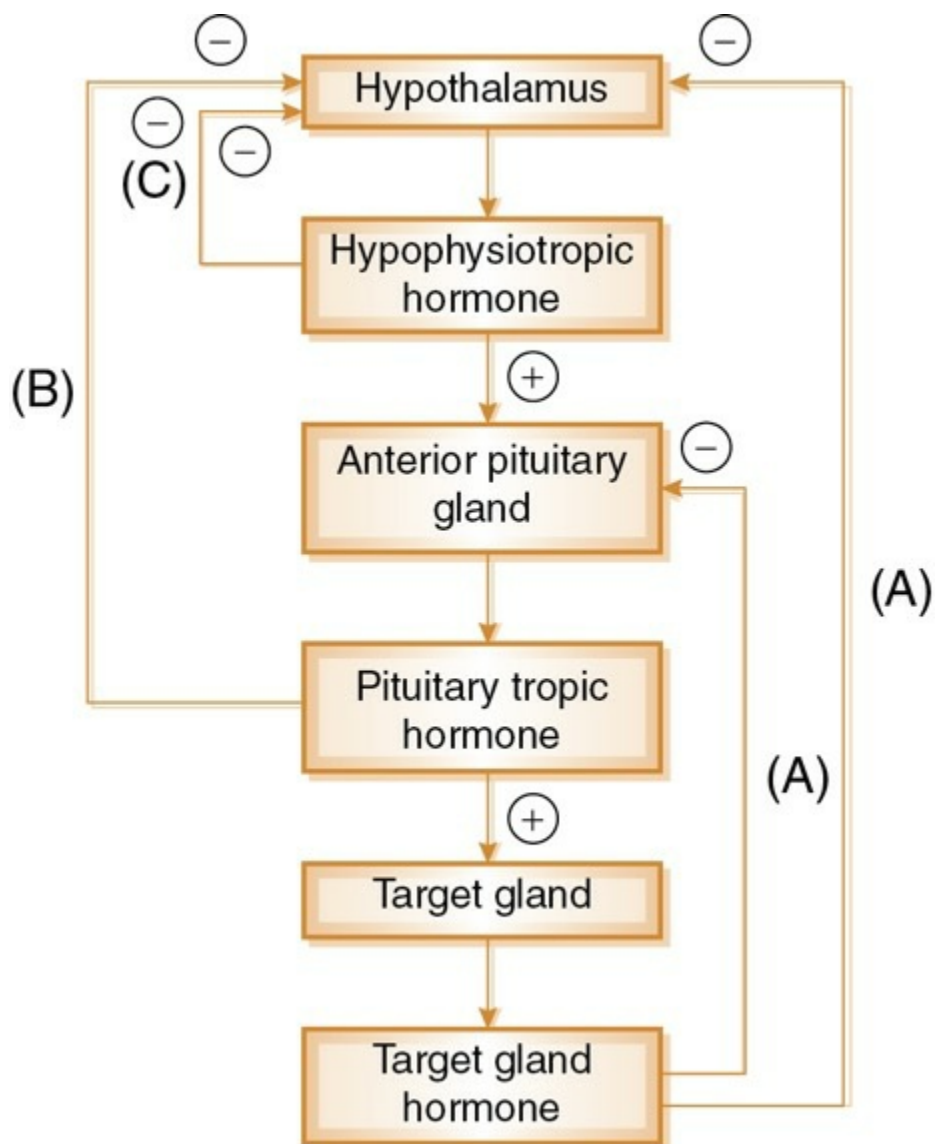 −
−
Hypothalamus
−
−
(C)
Hypophysiotropic
hormone
+
(B)
Anterior pituitary
gland
−
(A)
Pituitary tropic
hormone
(A)
+
Target gland
Target gland
hormone